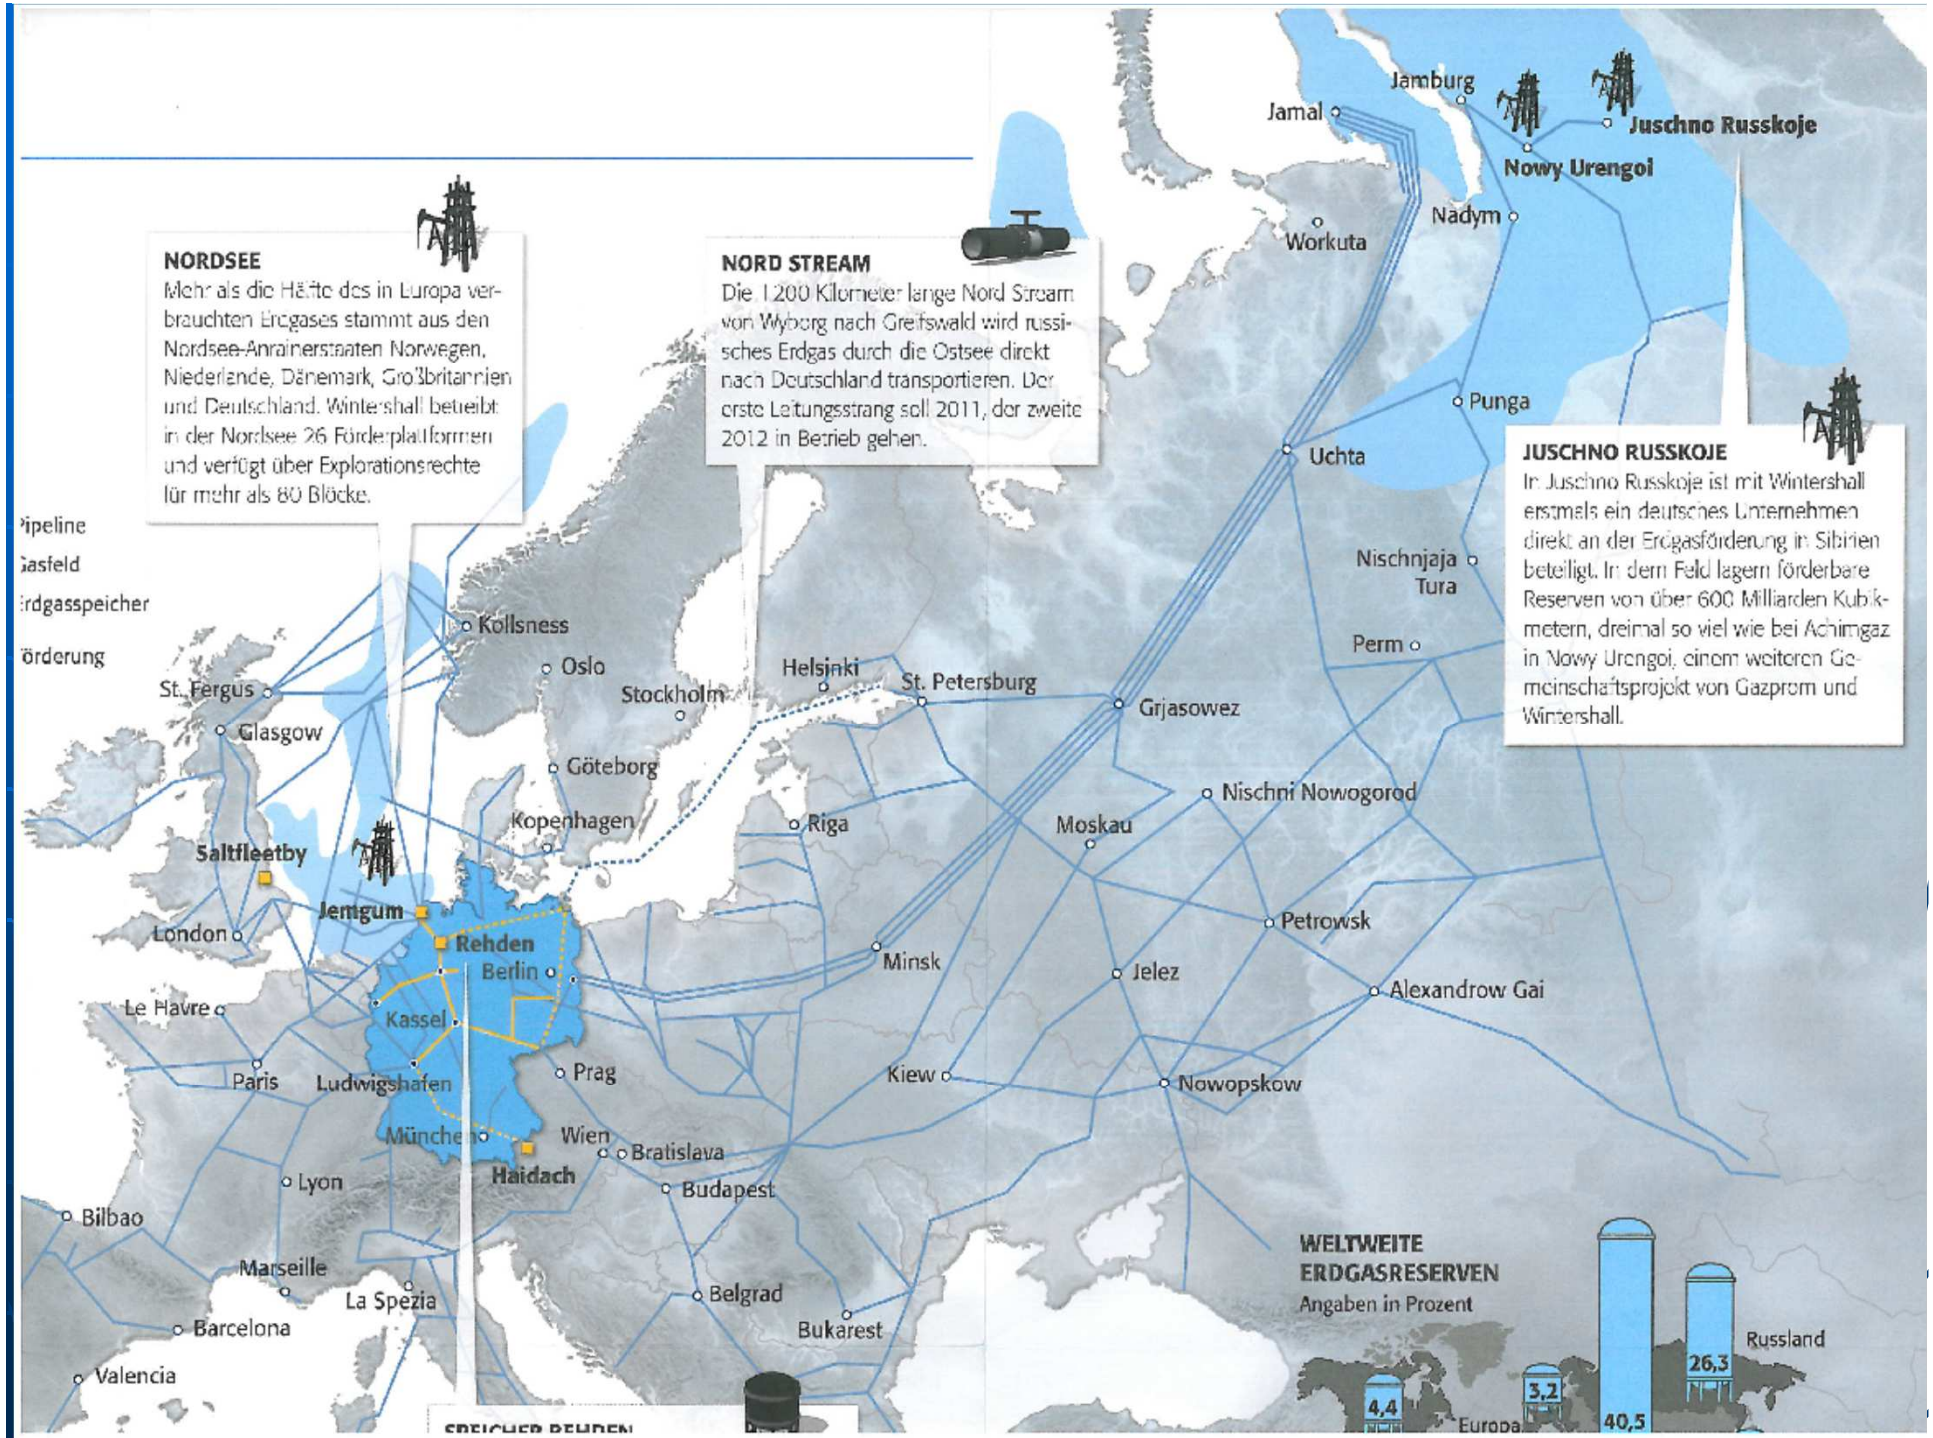 Jamburg
Jamal
Juschno Russkoje
Nowy Urengoi
Nadym
Workuta
NORDSEE
Mehr als die Hälfte des in Europa ver-
brauchten Erdgases stammt aus den
Nordsee-Anrainerstaaten Norwegen,
Niederlande, Dänemark, Großbritannien
und Deutschland. Wintershall betreibt
in der Nordsee 26 Förderplattformen
und verfügt über Explorationsrechte
für mehr als 80 Blöcke.
NORD STREAM
Die 1200 Kilometer lange Nord Stream
von Wyborg nach Greifswald wird russi-
sches Erdgas durch die Ostsee direkt
nach Deutschland transportieren. Der
erste Leitungsstrang soll 2011, der zweite
2012 in Betrieb gehen.
Punga
Uchta
JUSCHNO RUSSKOJE
In Juschno Russkoje ist mit Wintershall
erstmals ein deutsches Unternehmen
direkt an der Erdgasförderung in Sibirien
beteiligt. In dem Feld lagern förderbare
Reserven von über 600 Milliarden Kubik-
metern, dreimal so viel wie bei Achimgaz
in Nowy Urengoi, einem weiteren Ge-
meinschaftsprojekt von Gazprom und
Wintershall.
Pipeline
Gasfeld
Erdgasspeicher
örderung
Nischnjaja
Tura
Perm
Kollsness
Oslo
Helsinki
St. Petersburg
St. Fergus
Stockholm
Grjasowez
Glasgow
Göteborg
Nischni Nowogorod
Kopenhagen
Riga
Moskau
Saltfleetby
Jemgum
Petrowsk
London
Rehden
Berlin
Minsk
Jelez
Alexandrow Gai
Le Havre
Kassel
Paris
Ludwigshafen
Prag
Kiew
Nowopskow
München
Wien
Bratislava
Haidach
Lyon
Budapest
Bilbao
WELTWEITE
ERDGASRESERVEN
Angaben in Prozent
Marseille
La Spezia
Belgrad
Barcelona
Bukarest
Russland
26,3
Valencia
3,2
4,4
Europa
40,5
SPEICHER REHDEN